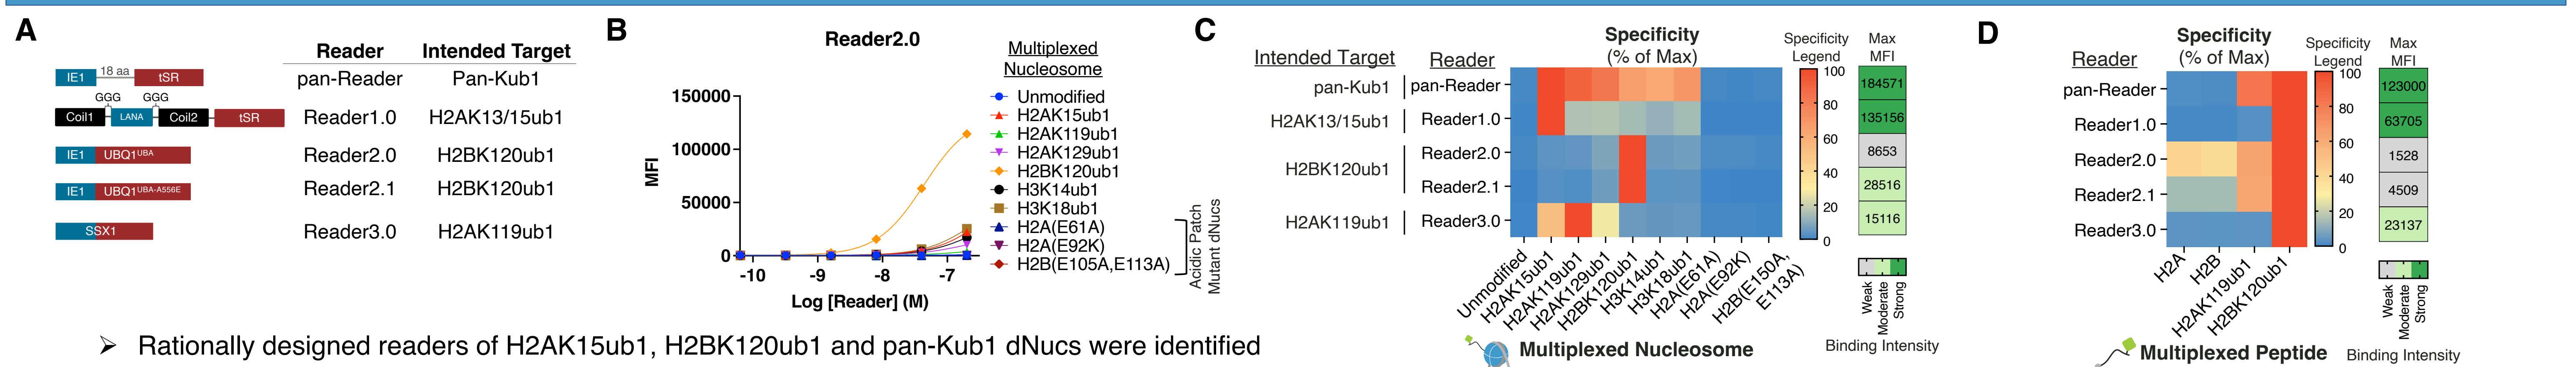 A
Reader Intended Target
IE1 18 aa tSR pan-Reader Pan-Kub1
GGG GGG
Coil1 LANA Coil2 tSR Reader1.0 H2AK13/15ub1
IE1 UBQ1UBA Reader2.0 H2BK120ub1
IE1 UBQ1UBA-A556E Reader2.1 H2BK120ub1
SSX1 Reader3.0 H2AK119ub1
B
Reader2.0
MFI
150000
100000
50000
0
-10 -9 -8 -7
Log [Reader] (M)
Multiplexed
Nucleosome
Unmodified
H2AK15ub1
H2AK119ub1
H2AK129ub1
H2BK120ub1
H3K14ub1
H3K18ub1
H2A(E61A)
H2A(E92K)
H2B(E105A,E113A)
Acidic Patch
Mutant dNucs
➢ Rationally designed readers of H2AK15ub1, H2BK120ub1 and pan-Kub1 dNucs were identified
C
Intended Target Reader
Specificity
(% of Max)
pan-Kub1 pan-Reader
H2AK13/15ub1 Reader1.0
H2BK120ub1
Reader2.0
Reader2.1
H2AK119ub1 Reader3.0
Unmodified
H2AK15ub1
H2AK119ub1
H2AK129ub1
H2BK120ub1
H3K14ub1
H3K18ub1
H2A(E61A)
H2A(E92K)
H2B(E150A,
E113A)
Specificity
Legend
100
80
60
40
20
0
Max
MFI
184571
135156
8653
28516
15116
Weak
Moderate
Strong
Binding Intensity
Multiplexed Nucleosome
D
Reader
Specificity
(% of Max)
pan-Reader
Reader1.0
Reader2.0
Reader2.1
Reader3.0
H2A
H2B
H2AK119ub1
H2BK120ub1
Specificity
Legend
100
80
60
40
20
0
Max
MFI
123000
63705
1528
4509
23137
Weak
Moderate
Strong
Binding Intensity
Multiplexed Peptide